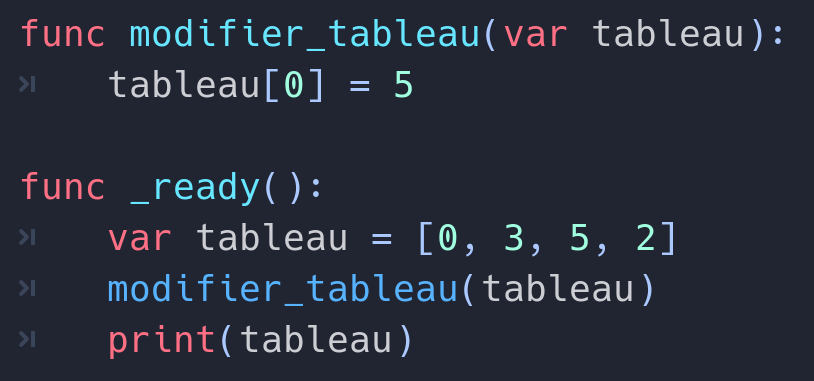 func modifier_tableau(var tableau):
tableau[0] = 5
func _ready():
var tableau = [0, 3, 5, 2]
modifier_tableau(tableau)
print(tableau)